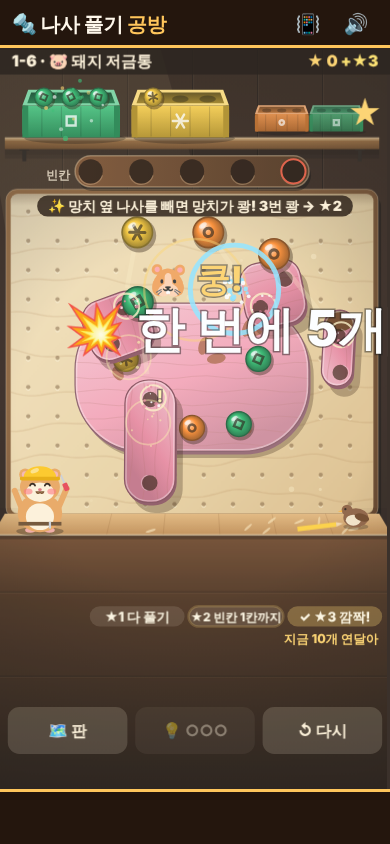 나사 풀기 공방
1-6 · 돼지 저금통
★ 0 + ★3
빈칸
✨ 망치 옆 나사를 빼면 망치가 쾅! 3번 쾅 → ★2
쿵!
한 번에 5개
★1 다 풀기
★2 빈칸 1칸까지
✓ ★3 깜짝!
지금 10개 연달아
판
다시